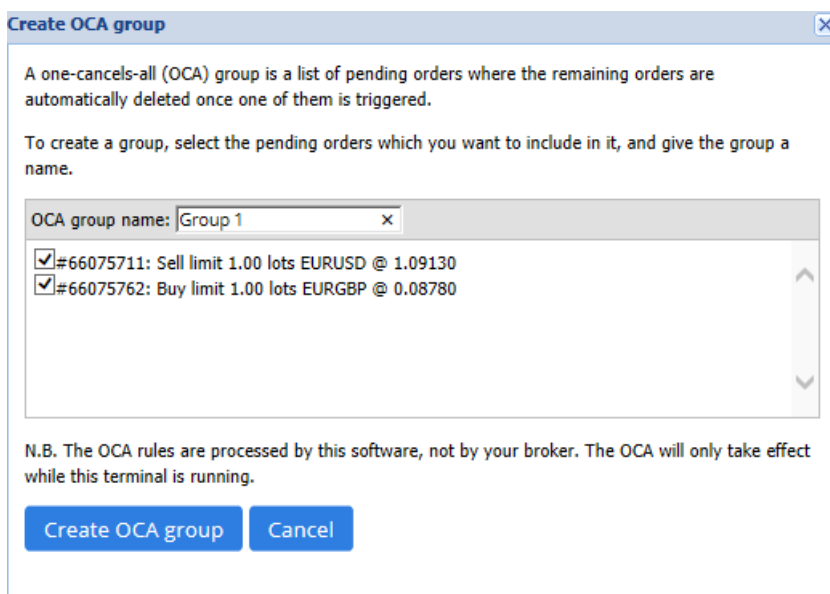 Create OCA group
A one-cancels-all (OCA) group is a list of pending orders where the remaining orders are
automatically deleted once one of them is triggered.
To create a group, select the pending orders which you want to include in it, and give the group a
name.
OCA group name: Group 1
#66075711: Sell limit 1.00 lots EURUSD @ 1.09130
#66075762: Buy limit 1.00 lots EURGBP @ 0.08780
N.B. The OCA rules are processed by this software, not by your broker. The OCA will only take effect
while this terminal is running.
Create OCA group Cancel